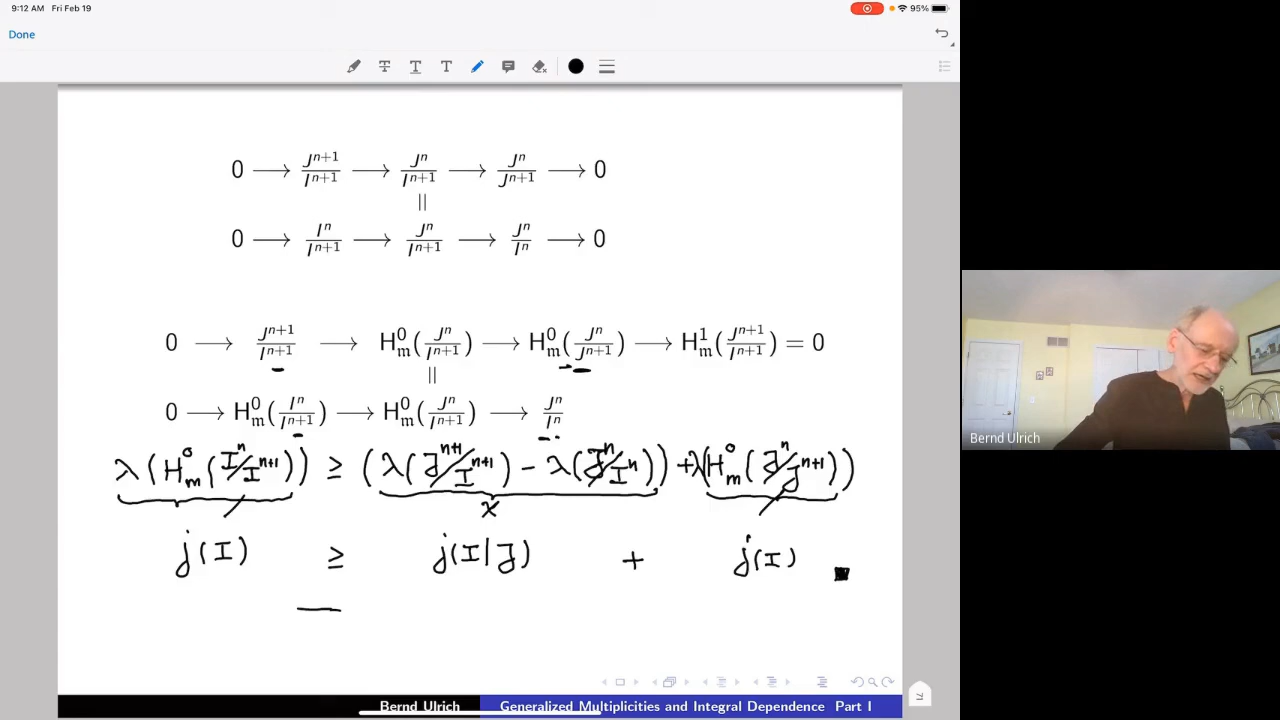 9:12 AM Fri Feb 19 95%
Done
0 → J^{n+1}/I^{n+1} → J^n/I^{n+1} → J^n/J^{n+1} → 0
||
0 → I^n/I^{n+1} → J^n/I^{n+1} → J^n/I^n → 0
0 → J^{n+1}/I^{n+1} → H^0_m(J^n/I^{n+1}) → H^0_m(J^n/J^{n+1}) → H^1_m(J^{n+1}/I^{n+1}) = 0
||
0 → H^0_m(I^n/I^{n+1}) → H^0_m(J^n/I^{n+1}) → J^n/I^n
λ(H^0_m(I^n/I^{n+1})) ≥ (λ(J^{n+1}/I^{n+1}) - λ(J^n/I^n)) + λ(H^0_m(J^n/J^{n+1}))
j(I) ≥ j(I|J) + j(I) ■
Bernd Ulrich
Bernd Ulrich Generalized Multiplicities and Integral Dependence Part I